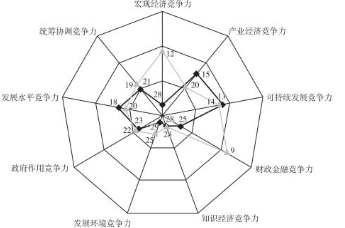 宏观经济竞争力
统筹协调竞争力
产业经济竞争力
12
15
20
19
21
28
14
13
可持续发展竞争力
发展水平竞争力
18
20
23
22
25
25
28
9
政府作用竞争力
财政金融竞争力
发展环境竞争力
知识经济竞争力